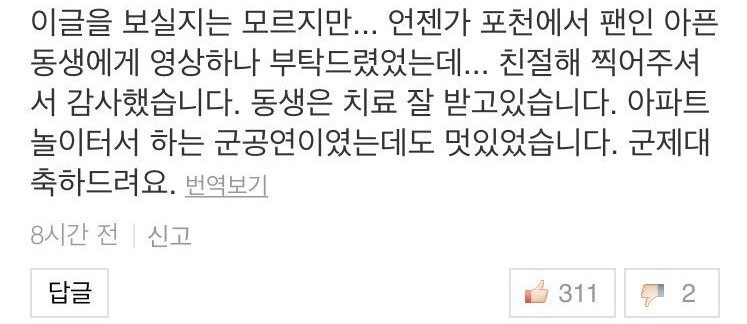 이글을 보실지는 모르지만... 언젠가 포천에서 팬인 아픈
동생에게 영상하나 부탁드렸었는데... 친절해 찍어주셔
서 감사했습니다. 동생은 치료 잘 받고있습니다. 아파트
놀이터서 하는 군공연이였는데도 멋있었습니다. 군제대
축하드려요. 번역보기
8시간 전 신고
답글 311 2